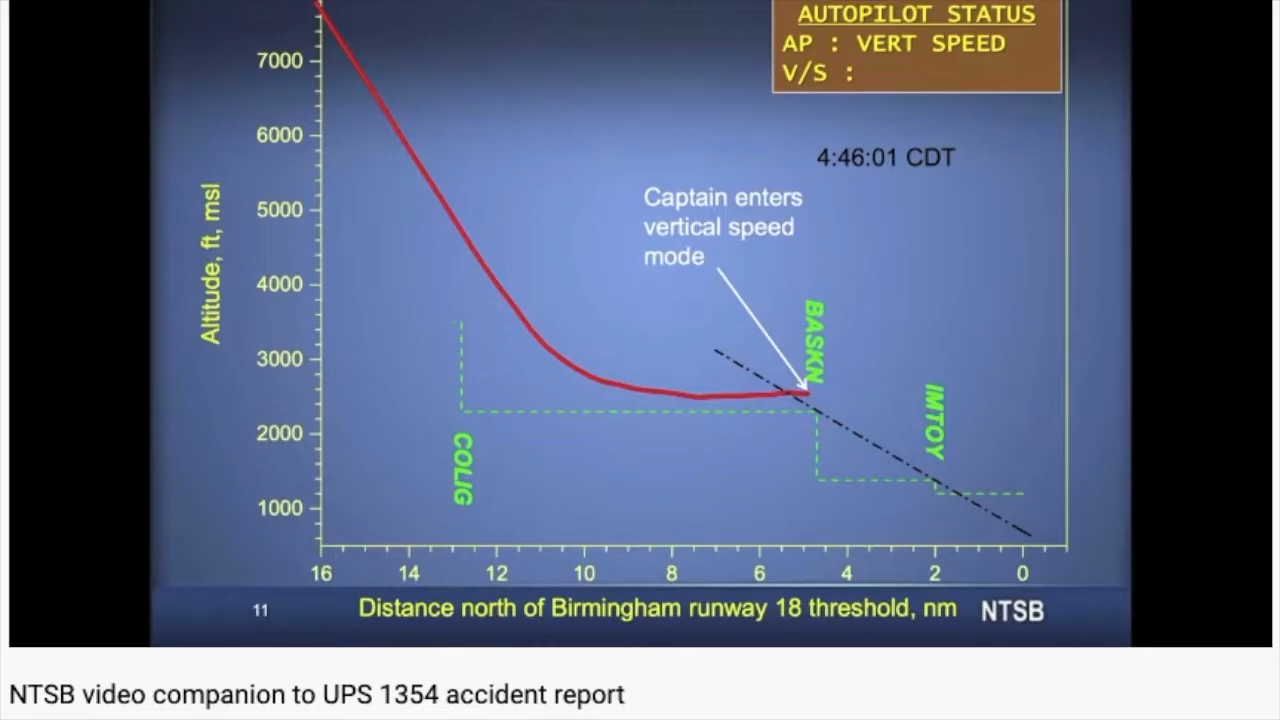 AUTOPILOT STATUS
AP : VERT SPEED
V/S :
4:46:01 CDT
Captain enters
vertical speed
mode
Altitude, ft, msl
7000
6000
5000
4000
3000
2000
1000
COLIG
BASKN
IMTOY
16 14 12 10 8 6 4 2 0
11
Distance north of Birmingham runway 18 threshold, nm
NTSB
NTSB video companion to UPS 1354 accident report